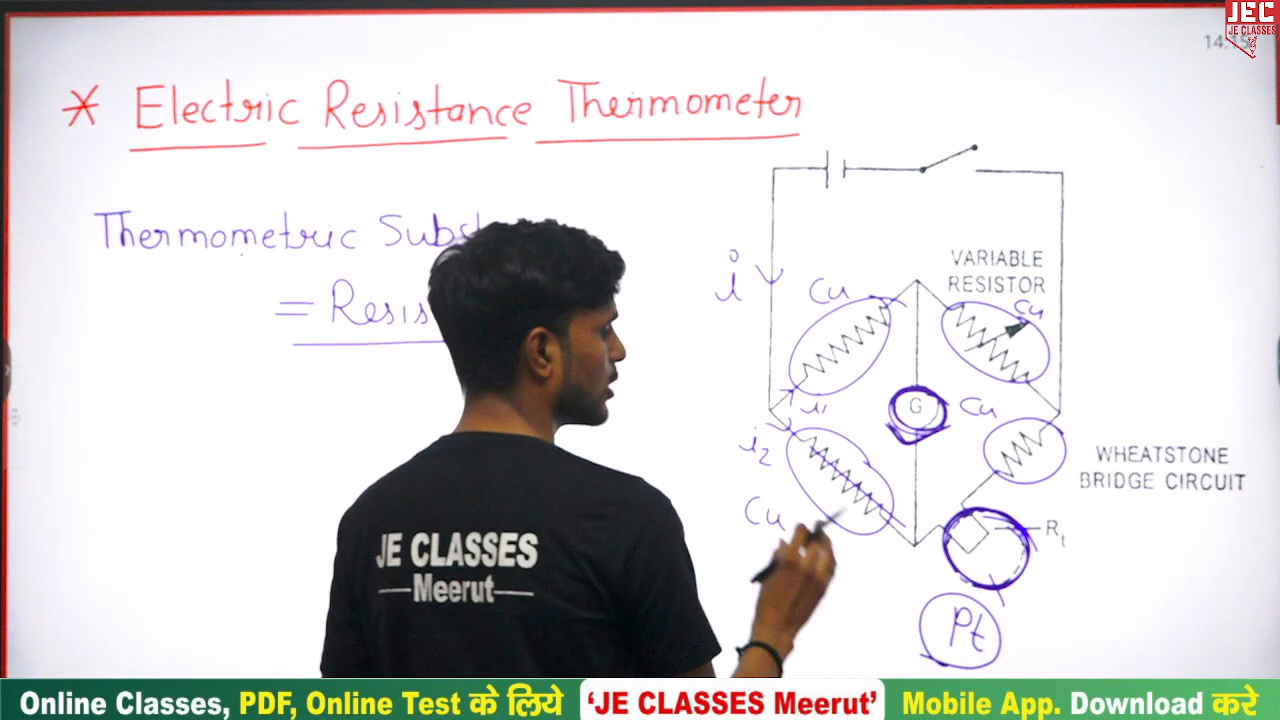 JEC
JE CLASSES
* Electric Resistance Thermometer
Thermometric Subst
= Resis
VARIABLE
RESISTOR
i
Cu
Cu
G
Cu
i1
i2
Cu
WHEATSTONE
BRIDGE CIRCUIT
Rt
Pt
JE CLASSES
Meerut
Online Classes, PDF, Online Test के लिये 'JE CLASSES Meerut' Mobile App. Download करे